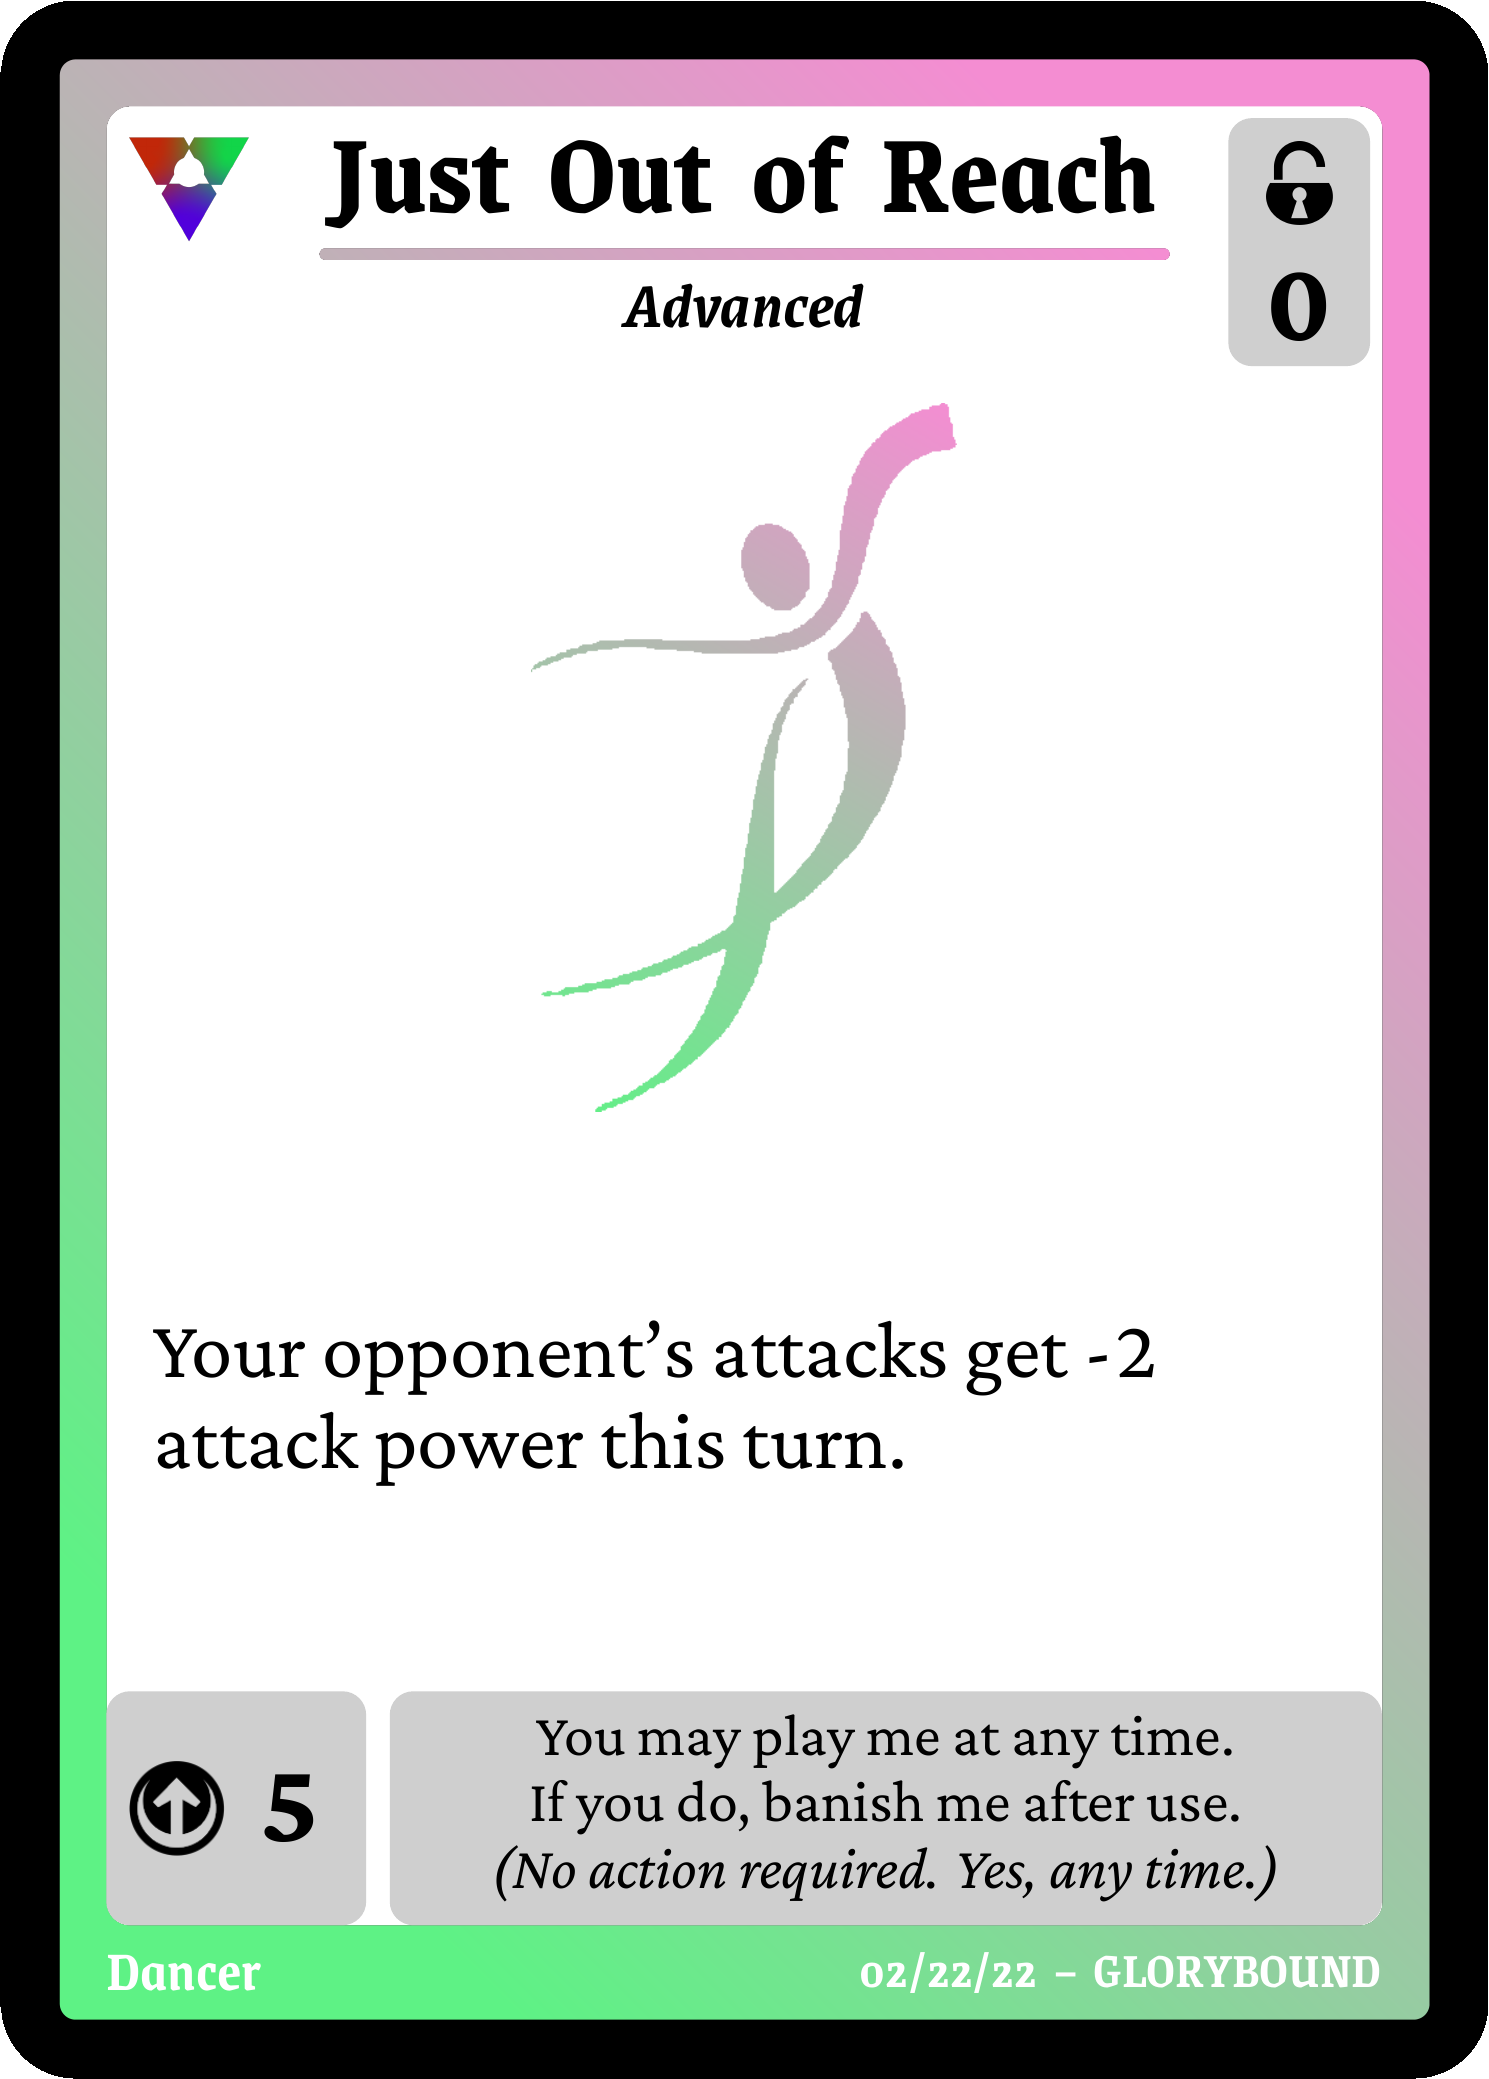 Just Out of Reach
Advanced
0
Your opponent’s attacks get -2
attack power this turn.
5
You may play me at any time.
If you do, banish me after use.
(No action required. Yes, any time.)
Dancer
02/22/22 – GLORYBOUND